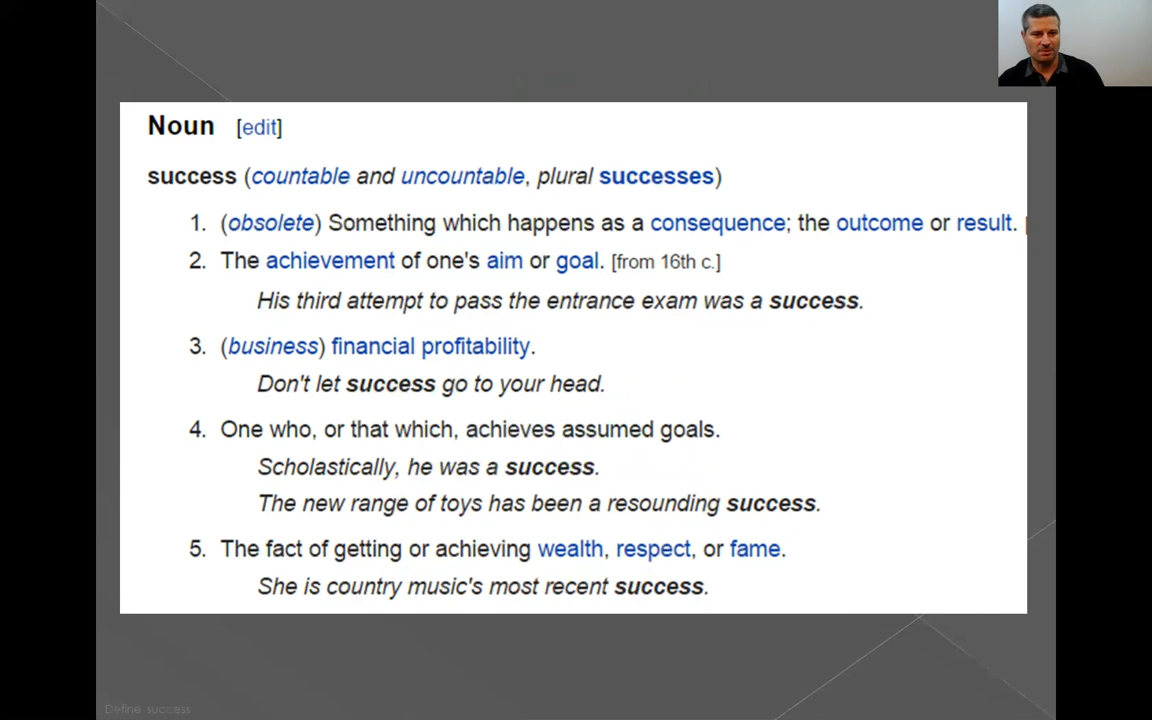 Noun [edit]
success (countable and uncountable, plural successes)
1. (obsolete) Something which happens as a consequence; the outcome or result.
2. The achievement of one's aim or goal. [from 16th c.]
His third attempt to pass the entrance exam was a success.
3. (business) financial profitability.
Don't let success go to your head.
4. One who, or that which, achieves assumed goals.
Scholastically, he was a success.
The new range of toys has been a resounding success.
5. The fact of getting or achieving wealth, respect, or fame.
She is country music's most recent success.
Define success